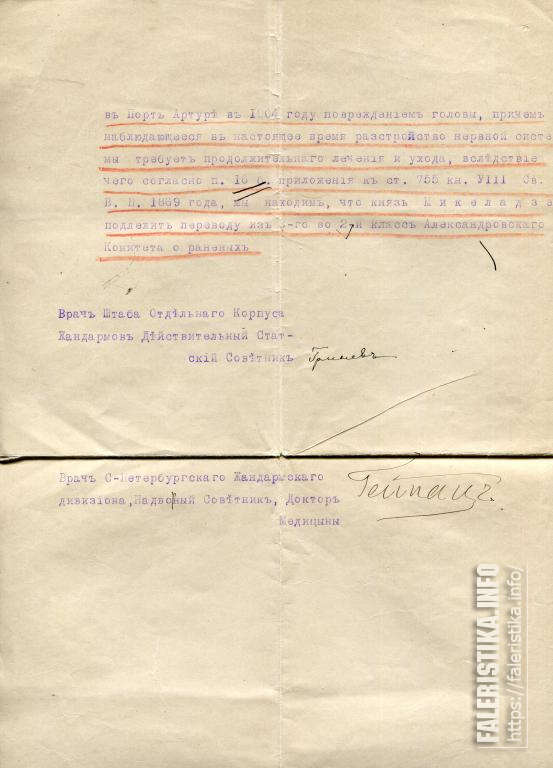 въ Портъ Артурѣ въ 1904 году поврежденіемъ головы, причемъ
наблюдающееся въ настоящее время разстройство нервной систе
мы требуетъ продолжительнаго леченія и ухода, вслѣдствіе
чего согласно п. 16 б. приложенія къ ст. 755 кн. УІІІ Св.
В. П. 1869 года, мы находимъ, что князь Микеладзе
подлежитъ переводу изъ 3-го во 2-й классъ Александровскаго
Комитета о раненыхъ
Врачъ Штаба Отдѣльнаго Корпуса
Жандармовъ Дѣйствительный Стат-
скій Совѣтникъ
Врачъ С-Петербургскаго Жандармскаго
дивизіона, Надворный Совѣтникъ, Докторъ
Медицыны
FALERISTIKA.INFO
https://faleristika.info/